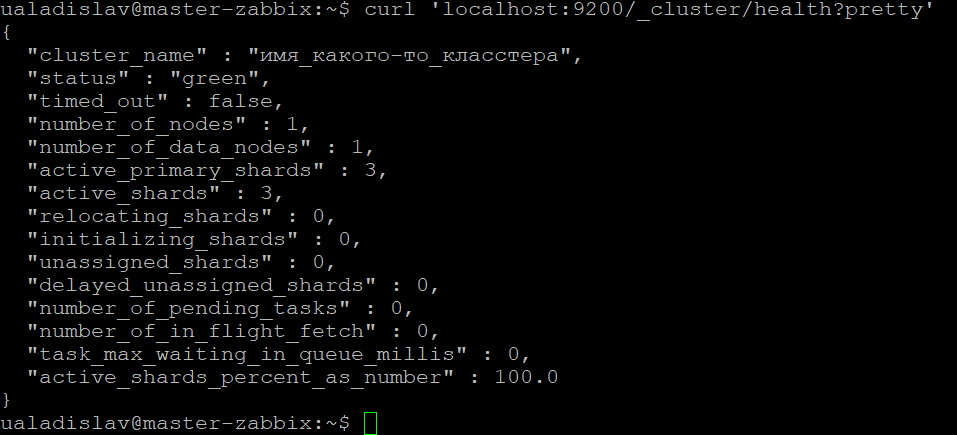 ualadislav@master-zabbix:~$ curl 'localhost:9200/_cluster/health?pretty'
{
  "cluster_name" : "имя_какого-то_класстера",
  "status" : "green",
  "timed_out" : false,
  "number_of_nodes" : 1,
  "number_of_data_nodes" : 1,
  "active_primary_shards" : 3,
  "active_shards" : 3,
  "relocating_shards" : 0,
  "initializing_shards" : 0,
  "unassigned_shards" : 0,
  "delayed_unassigned_shards" : 0,
  "number_of_pending_tasks" : 0,
  "number_of_in_flight_fetch" : 0,
  "task_max_waiting_in_queue_millis" : 0,
  "active_shards_percent_as_number" : 100.0
}
ualadislav@master-zabbix:~$